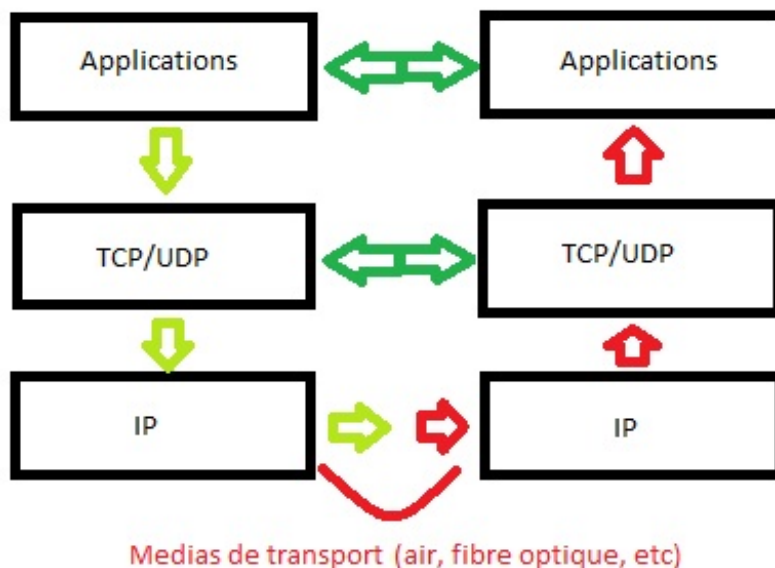 Applications
Applications
TCP/UDP
TCP/UDP
IP
IP
Medias de transport (air, fibre optique, etc)